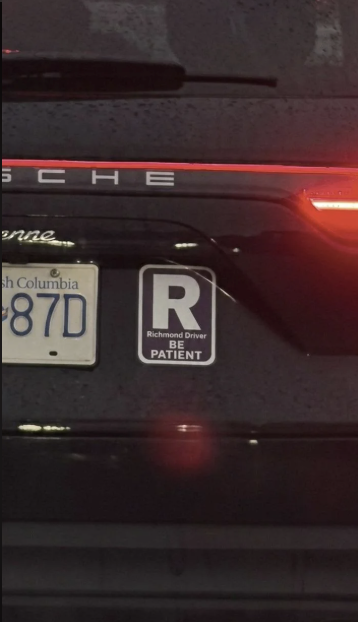 SCHE
enne
sh Columbia
87D
R
Richmond Driver
BE
PATIENT